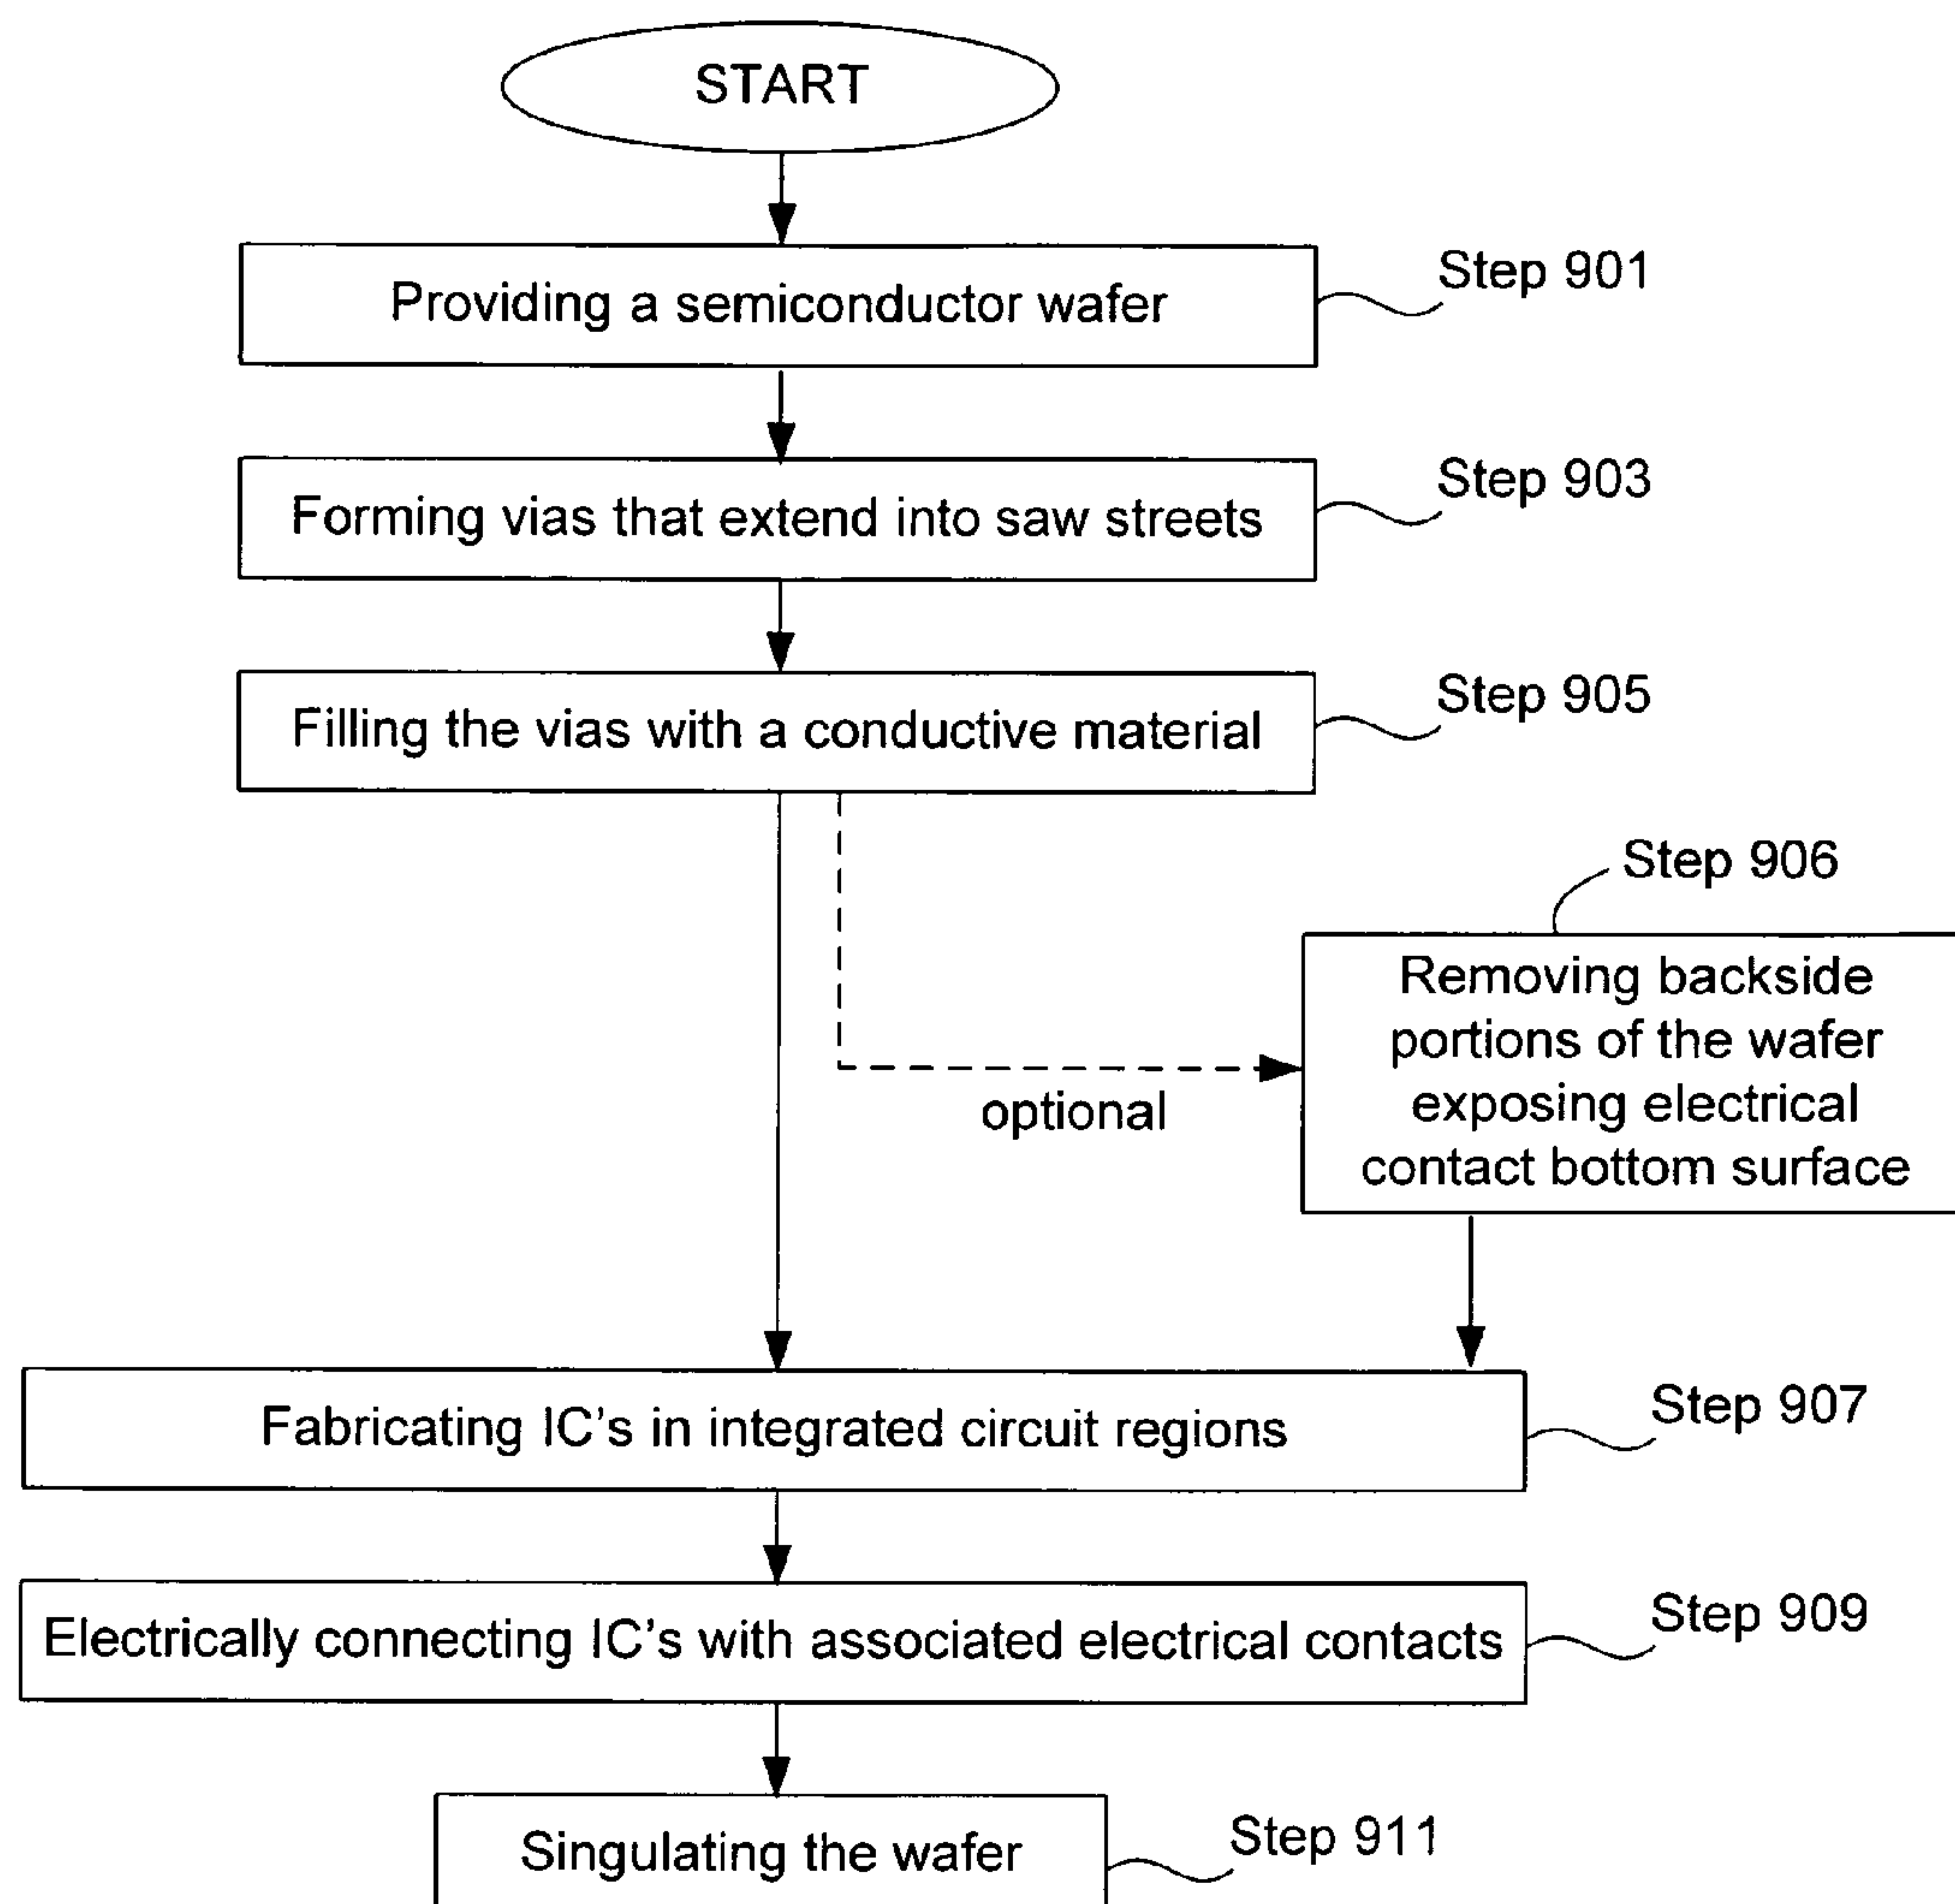 START
Providing a semiconductor wafer
Step 901
Forming vias that extend into saw streets
Step 903
Filling the vias with a conductive material
Step 905
Step 906
Removing backside
portions of the wafer
exposing electrical
contact bottom surface
optional
Fabricating IC's in integrated circuit regions
Step 907
Electrically connecting IC's with associated electrical contacts
Step 909
Singulating the wafer
Step 911